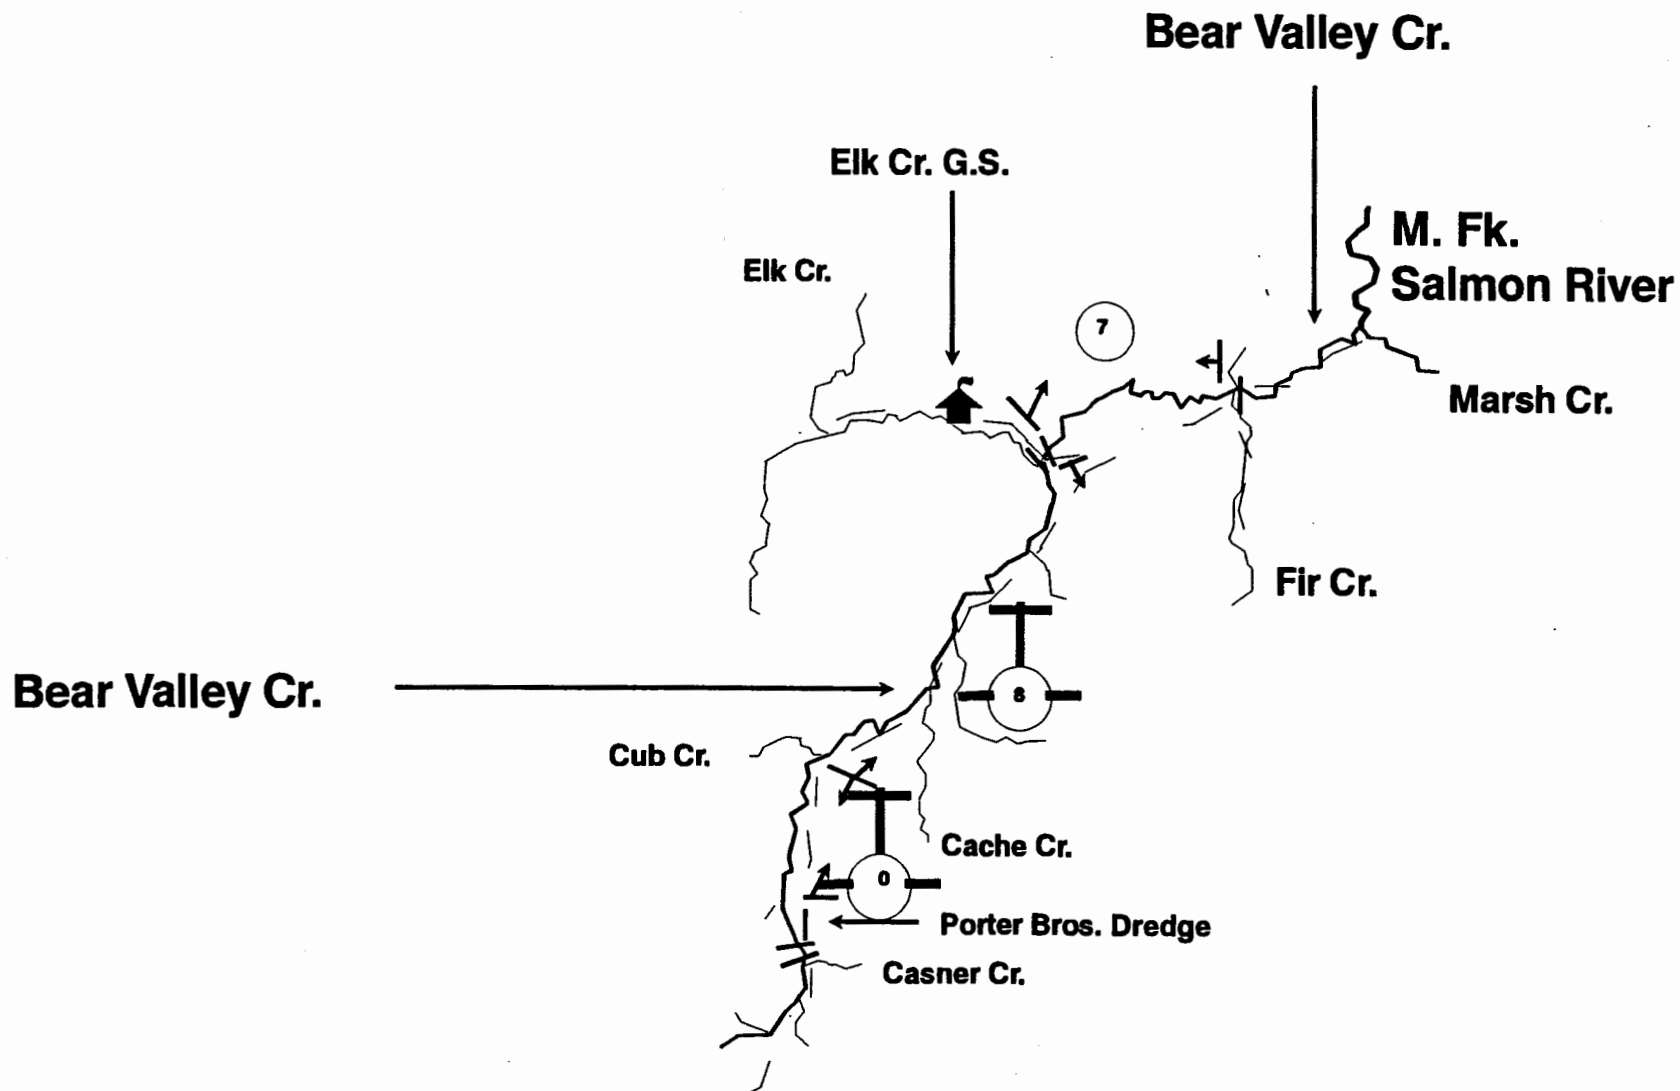 Bear Valley Cr.
Elk Cr. G.S.
M. Fk.
Salmon River
Elk Cr.
7
Marsh Cr.
Fir Cr.
Bear Valley Cr.
8
Cub Cr.
Cache Cr.
0
Porter Bros. Dredge
Casner Cr.